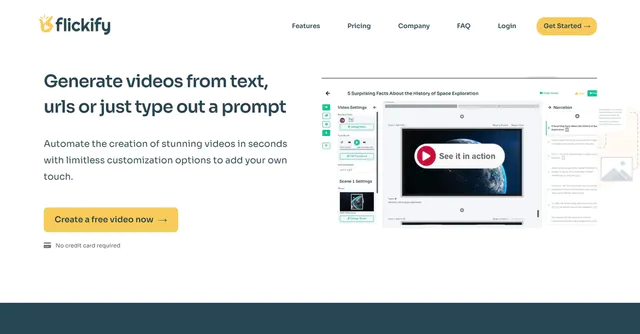 flickify
Features
Pricing
Company
FAQ
Login
Get Started →
Generate videos from text,
urls or just type out a prompt
Automate the creation of stunning videos in seconds
with limitless customization options to add your own
touch.
Create a free video now →
No credit card required
5 Surprising Facts About the History of Space Exploration
Video Settings
Narration
See it in action
Scene 1 Settings